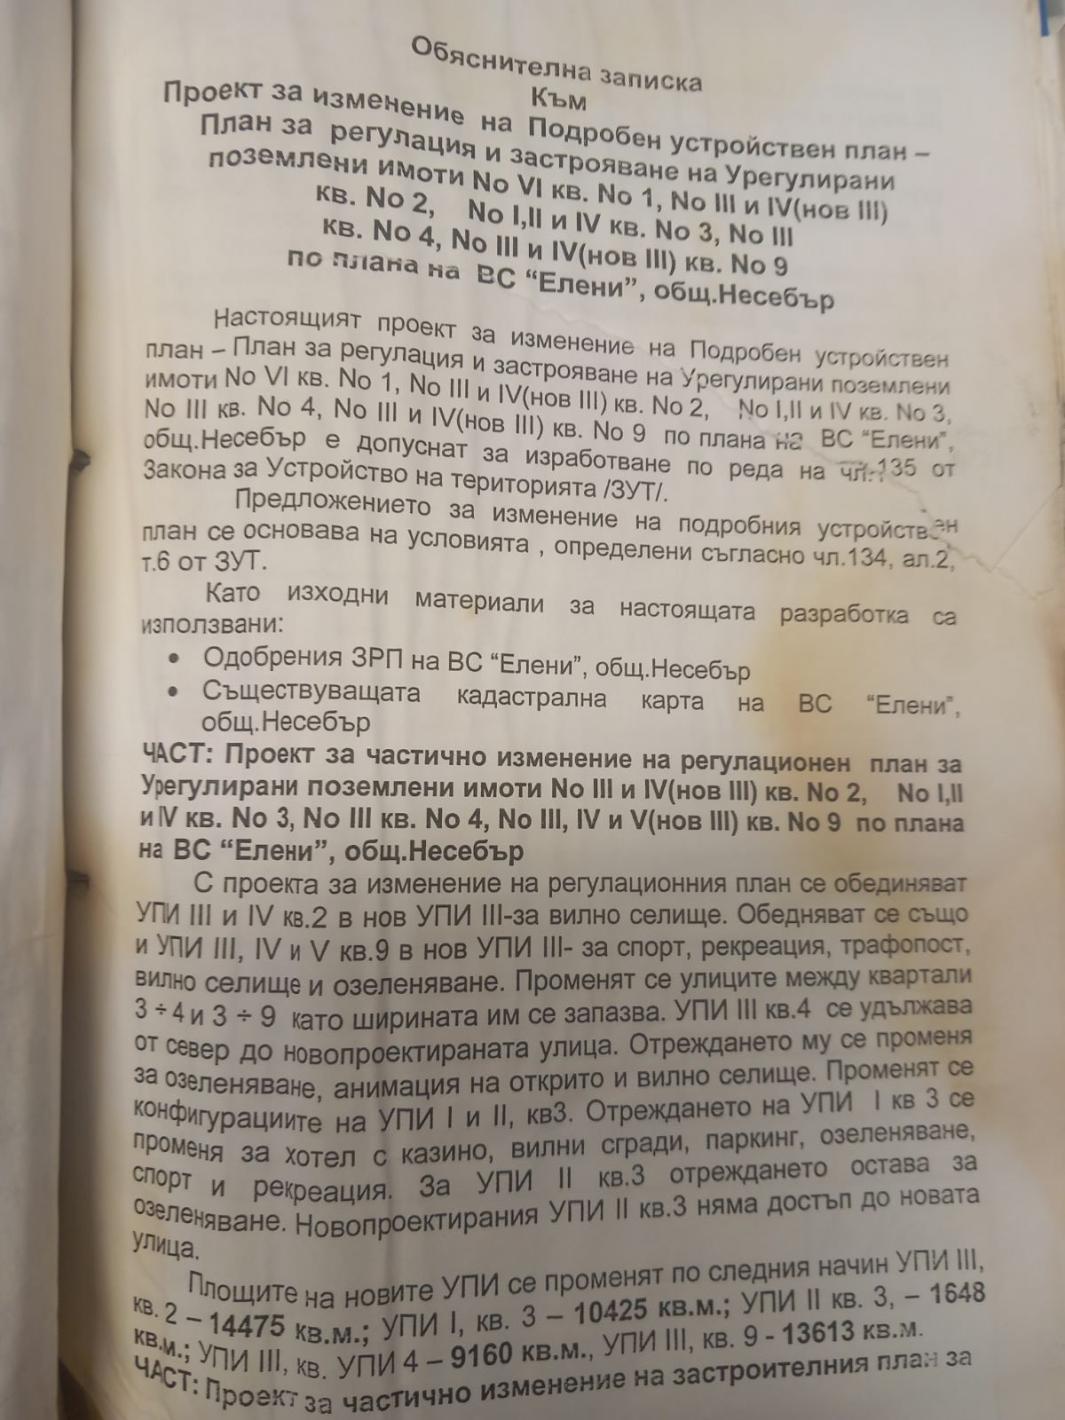 Обяснителна записка
Към
Проект за изменение на Подробен устройствен план –
План за регулация и застрояване на Урегулирани
поземлени имоти No VI кв. No 1, No III и IV(нов III)
кв. No 2, No I,II и IV кв. No 3, No III
кв. No 4, No III и IV(нов III) кв. No 9
по плана на ВС “Елени”, общ.Несебър
Настоящият проект за изменение на Подробен устройствен
план – План за регулация и застрояване на Урегулирани поземлени
имоти No VI кв. No 1, No III и IV(нов III) кв. No 2, No I,II и IV кв. No 3,
No III кв. No 4, No III и IV(нов III) кв. No 9 по плана на ВС “Елени”,
общ.Несебър е допуснат за изработване по реда на чл.135 от
Закона за Устройство на територията /ЗУТ/.
Предложението за изменение на подробния устройствен
план се основава на условията , определени съгласно чл.134, ал.2,
т.6 от ЗУТ.
Като изходни материали за настоящата разработка са
използвани:
• Одобрения ЗРП на ВС “Елени”, общ.Несебър
• Съществуващата кадастрална карта на ВС “Елени”,
общ.Несебър
ЧАСТ: Проект за частично изменение на регулационен план за
Урегулирани поземлени имоти No III и IV(нов III) кв. No 2, No I,II
и IV кв. No 3, No III кв. No 4, No III, IV и V(нов III) кв. No 9 по плана
на ВС “Елени”, общ.Несебър
С проекта за изменение на регулационния план се обединяват
УПИ III и IV кв.2 в нов УПИ III-за вилно селище. Обедняват се също
и УПИ III, IV и V кв.9 в нов УПИ III- за спорт, рекреация, трафопост,
вилно селище и озеленяване. Променят се улиците между квартали
3 ÷ 4 и 3 ÷ 9 като ширината им се запазва. УПИ III кв.4 се удължава
от север до новопроектираната улица. Отреждането му се променя
за озеленяване, анимация на открито и вилно селище. Променят се
конфигурациите на УПИ I и II, кв3. Отреждането на УПИ I кв 3 се
променя за хотел с казино, вилни сгради, паркинг, озеленяване,
спорт и рекреация. За УПИ II кв.3 отреждането остава за
озеленяване. Новопроектирания УПИ II кв.3 няма достъп до новата
улица.
Площите на новите УПИ се променят по следния начин УПИ III,
кв. 2 – 14475 кв.м.; УПИ I, кв. 3 – 10425 кв.м.; УПИ II кв. 3, – 1648
кв.м.; УПИ III, кв. УПИ 4 – 9160 кв.м., УПИ III, кв. 9 - 13613 кв.м.
ЧАСТ: Проект за частично изменение на застроителния план за